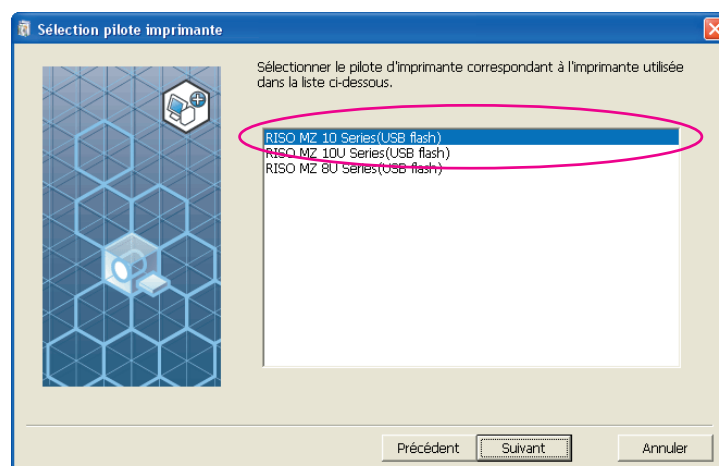 Sélection pilote imprimante
Sélectionner le pilote d'imprimante correspondant à l'imprimante utilisée
dans la liste ci-dessous.
RISO MZ 10 Series(USB flash)
RISO MZ 10U Series(USB flash)
RISO MZ 8U Series(USB flash)
Précédent Suivant Annuler